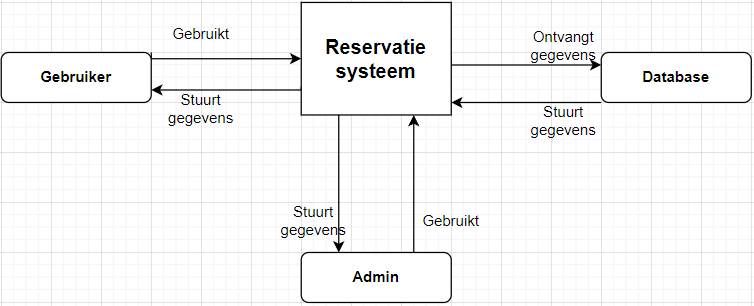 Gebruikt
Reservatie
systeem
Ontvangt
gegevens
Gebruiker
Database
Stuurt
gegevens
Stuurt
gegevens
Stuurt
gegevens
Gebruikt
Admin